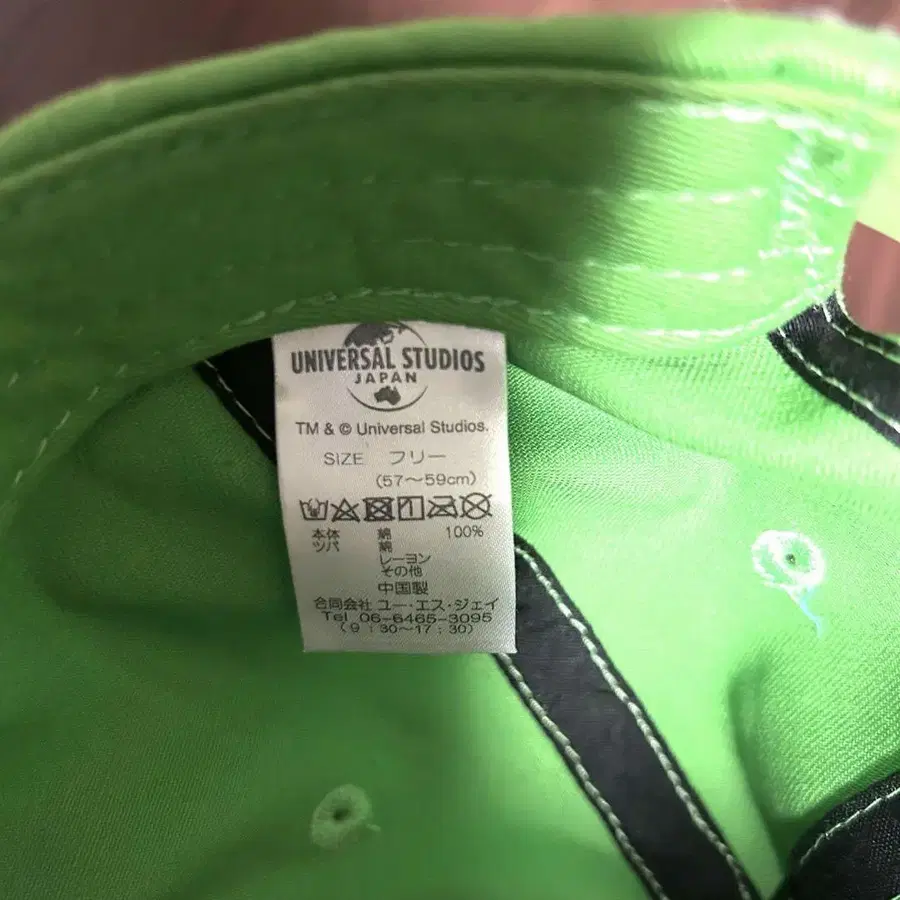 UNIVERSAL STUDIOS
JAPAN
TM & © Universal Studios.
SIZE フリー
(57～59cm)
本体 綿 100%
ツバ 綿
レーヨン
その他
中国製
合同会社 ユー・エス・ジェイ
Tel 06-6465-3095
(9:30～17:30)